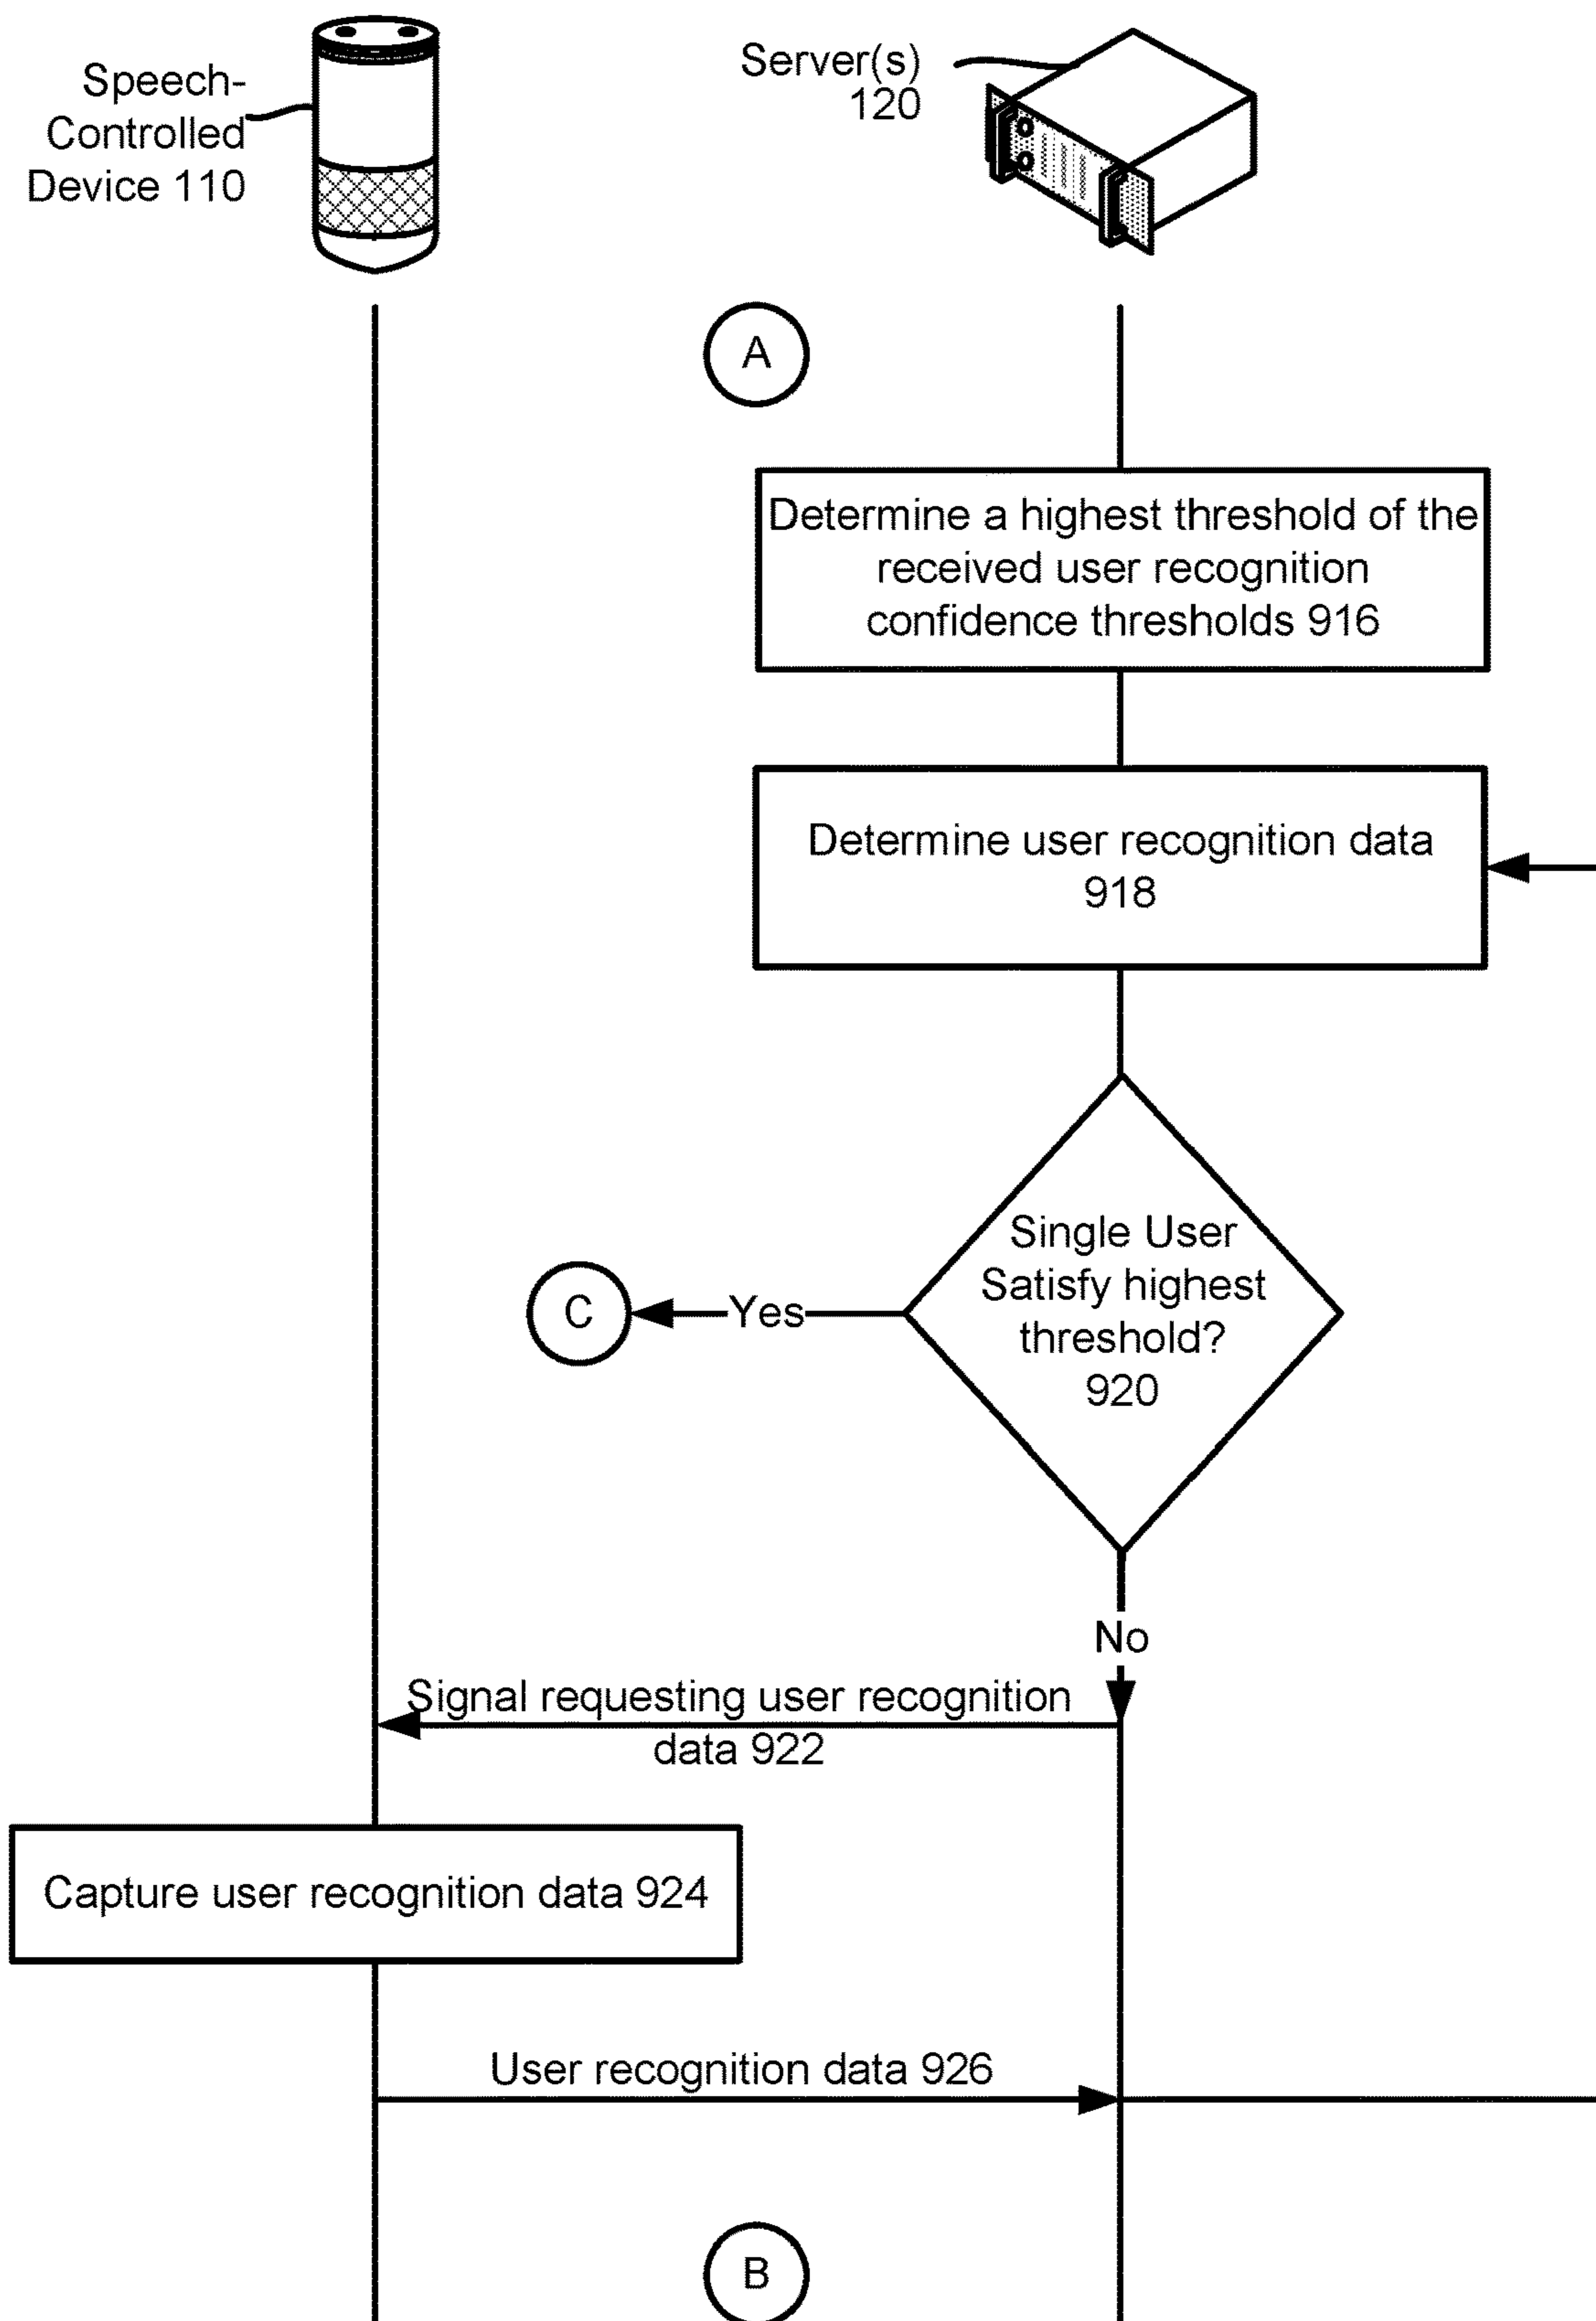 Speech-
Controlled
Device 110
Server(s)
120
A
Determine a highest threshold of the
received user recognition
confidence thresholds 916
Determine user recognition data
918
Single User
Satisfy highest
threshold?
920
Yes
C
No
Signal requesting user recognition
data 922
Capture user recognition data 924
User recognition data 926
B